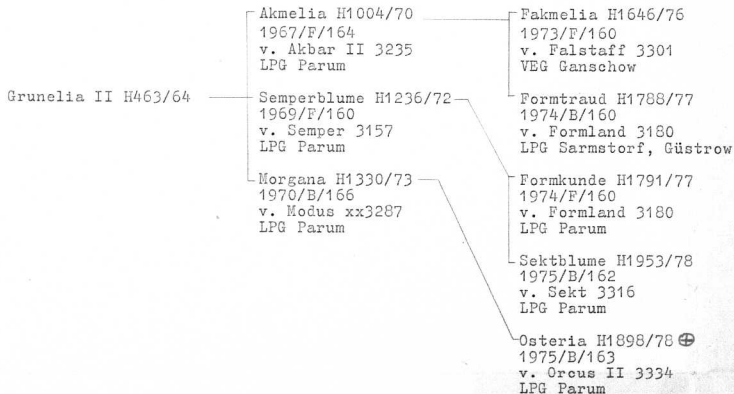 Grunelia II H463/64
Akmelia H1004/70
1967/F/164
v. Akbar II 3235
LPG Parum
Semperblume H1236/72
1969/F/160
v. Semper 3157
LPG Parum
Morgana H1330/73
1970/B/166
v. Modus xx3287
LPG Parum
Fakmelia H1646/76
1973/F/160
v. Falstaff 3301
VEG Ganschow
Formtraud H1788/77
1974/B/160
v. Formland 3180
LPG Sarmstorf, Güstrow
Formkunde H1791/77
1974/F/160
v. Formland 3180
LPG Parum
Sektblume H1953/78
1975/B/162
v. Sekt 3316
LPG Parum
Osteria H1898/78 ⊕
1975/B/163
v. Orcus II 3334
LPG Parum